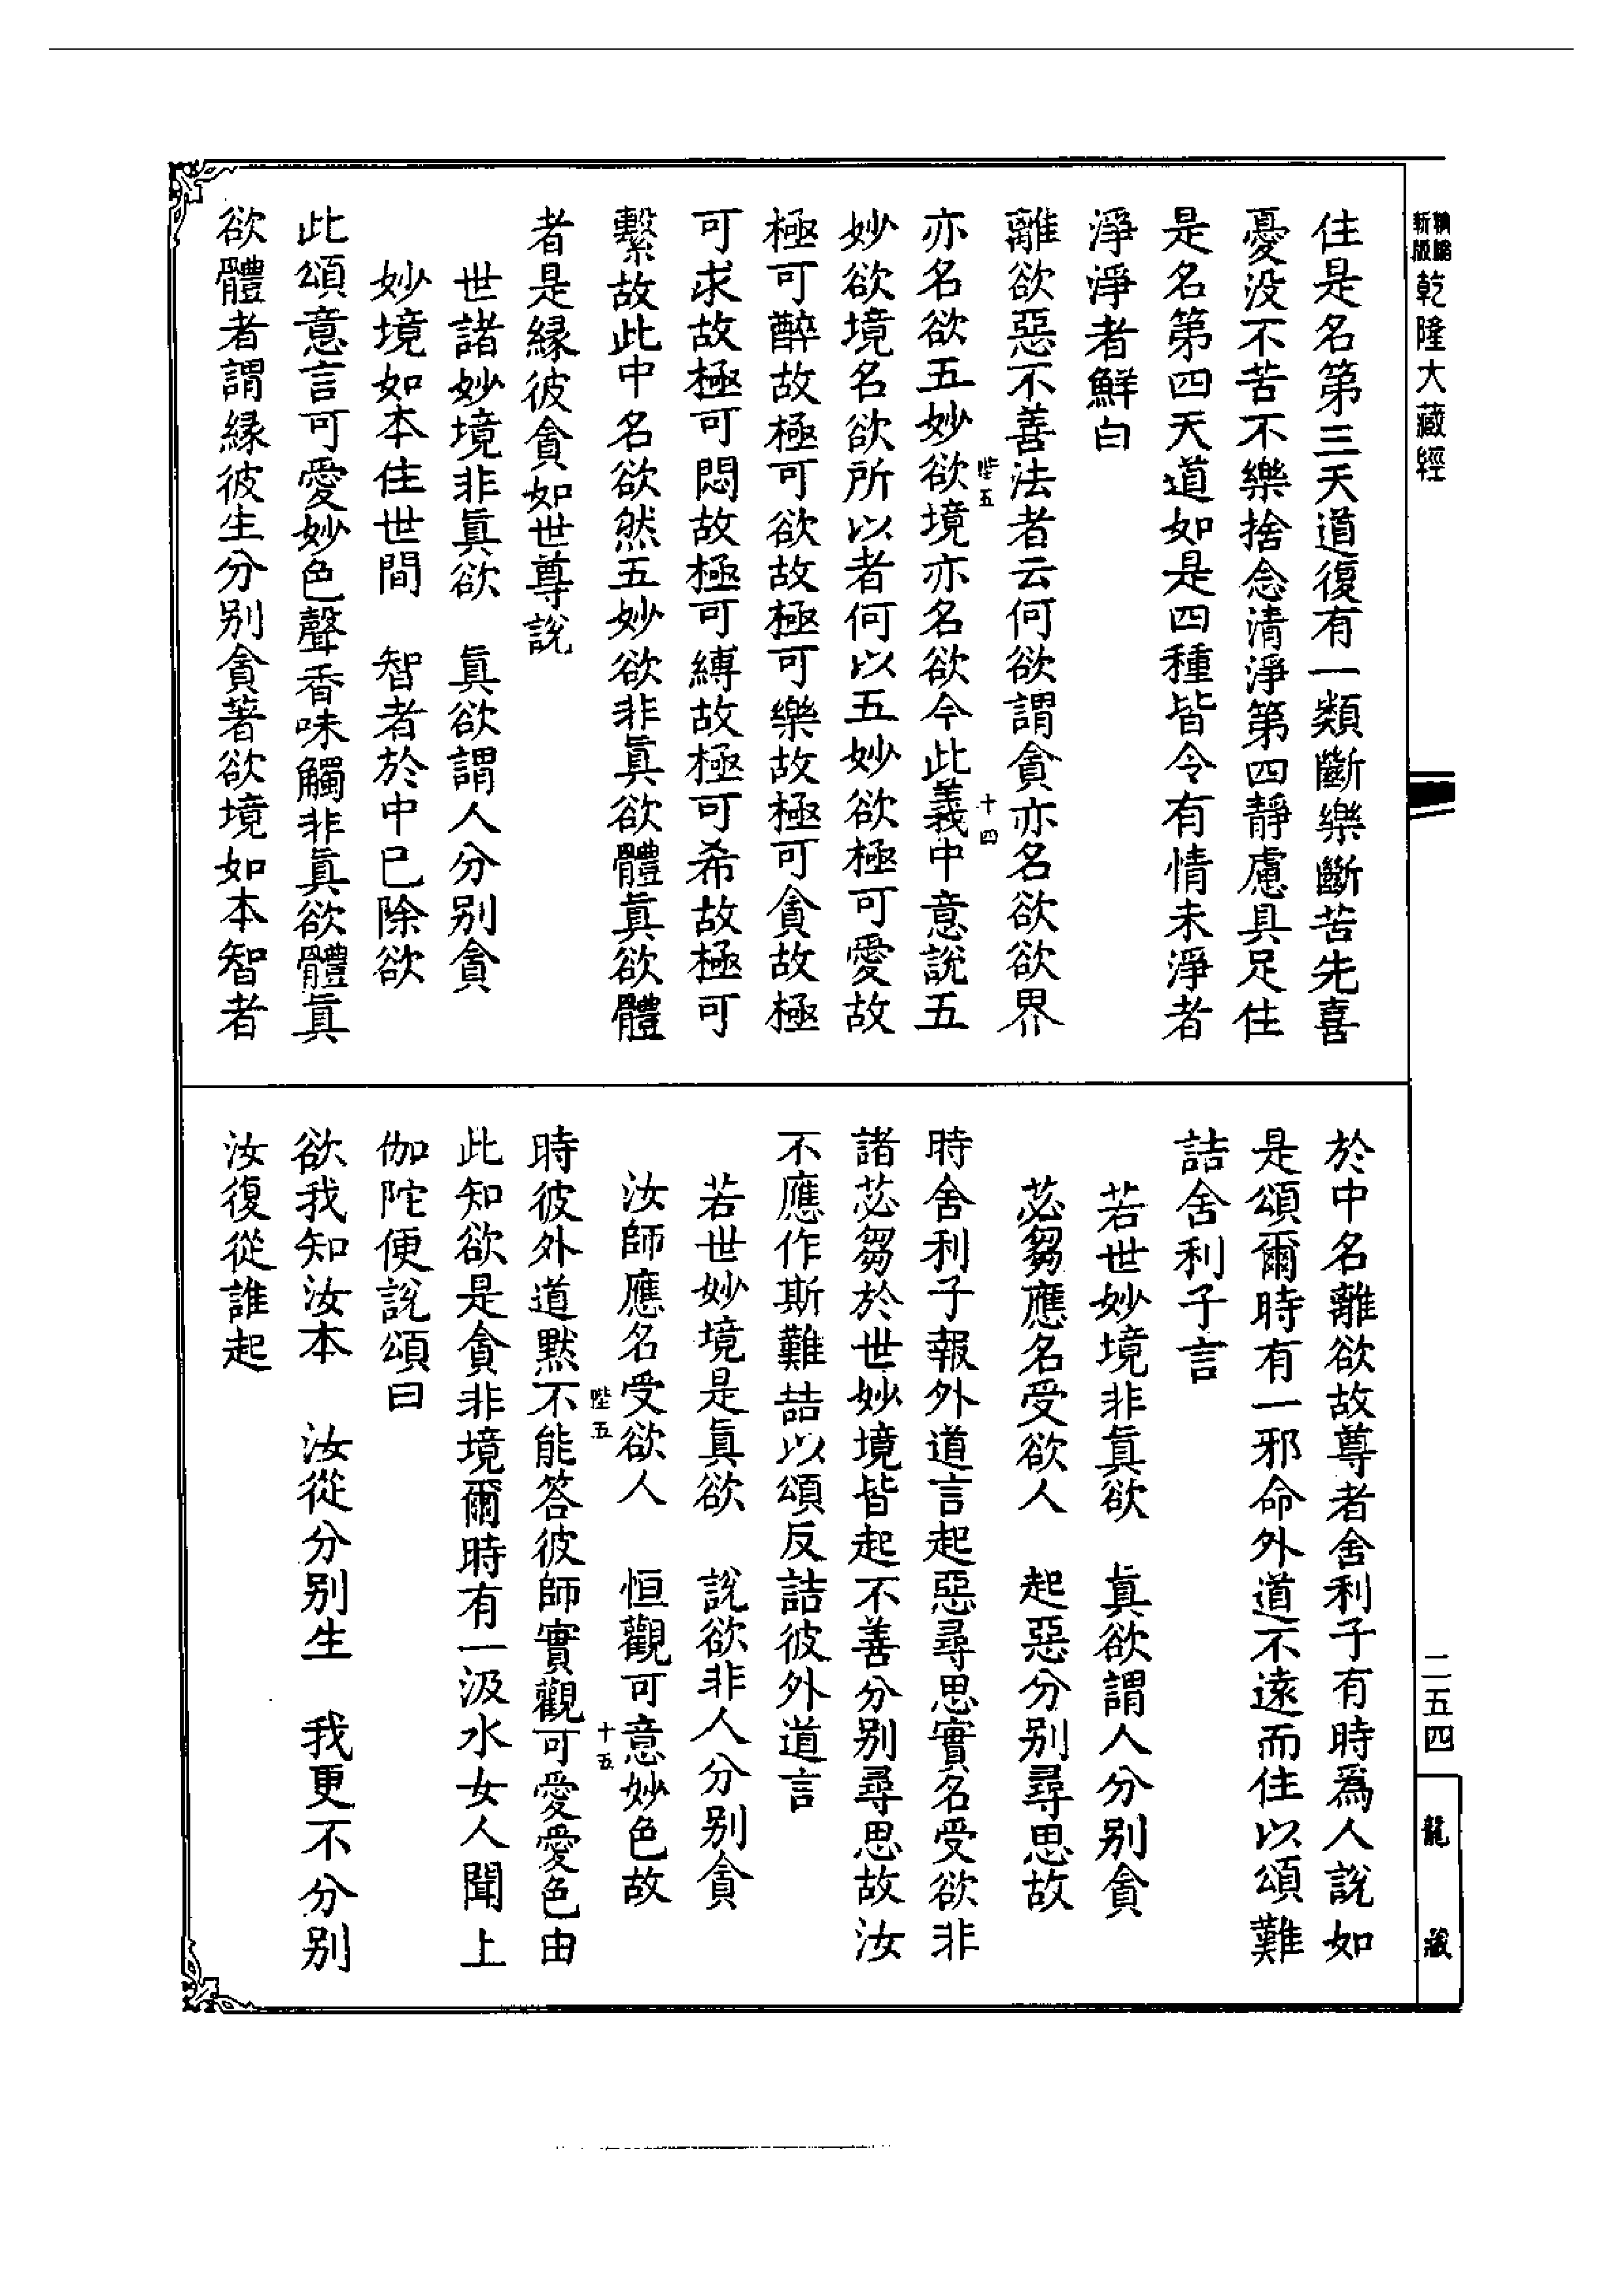 新版精縮乾隆大藏經
住是名第三天道復有一類斷樂斷苦先喜
憂没不苦不樂捨念清淨第四靜慮具足住
是名第四天道如是四種皆令有情未淨者
淨淨者鮮白
離欲惡不善法者云何欲謂貪亦名欲欲界
陛五
十四
亦名欲五妙欲境亦名欲今此義中意說五
妙欲境名欲所以者何以五妙欲極可愛故
極可醉故極可欲故極可樂故極可貪故極
可求故極可悶故極可縛故極可希故極可
繫故此中名欲然五妙欲非眞欲體眞欲體
者是緣彼貪如世尊說
世諸妙境非眞欲　眞欲謂人分別貪
妙境如本住世間　智者於中已除欲
此頌意言可愛妙色聲香味觸非眞欲體眞
欲體者謂緣彼生分別貪著欲境如本智者
於中名離欲故尊者舍利子有時爲人說如
是頌爾時有一邪命外道不遠而住以頌難
詰舍利子言
若世妙境非眞欲　眞欲謂人分別貪
苾芻應名受欲人　起惡分別尋思故
時舍利子報外道言起惡尋思實名受欲非
諸苾芻於世妙境皆起不善分別尋思故汝
不應作斯難詰以頌反詰彼外道言
若世妙境是眞欲　說欲非人分別貪
汝師應名受欲人　恒觀可意妙色故
陛五
十五
時彼外道默不能答彼師實觀可愛愛色由
此知欲是貪非境爾時有一汲水女人聞上
伽陀便說頌曰
欲我知汝本　汝從分別生　我更不分別
汝復從誰起
二五四
龍藏